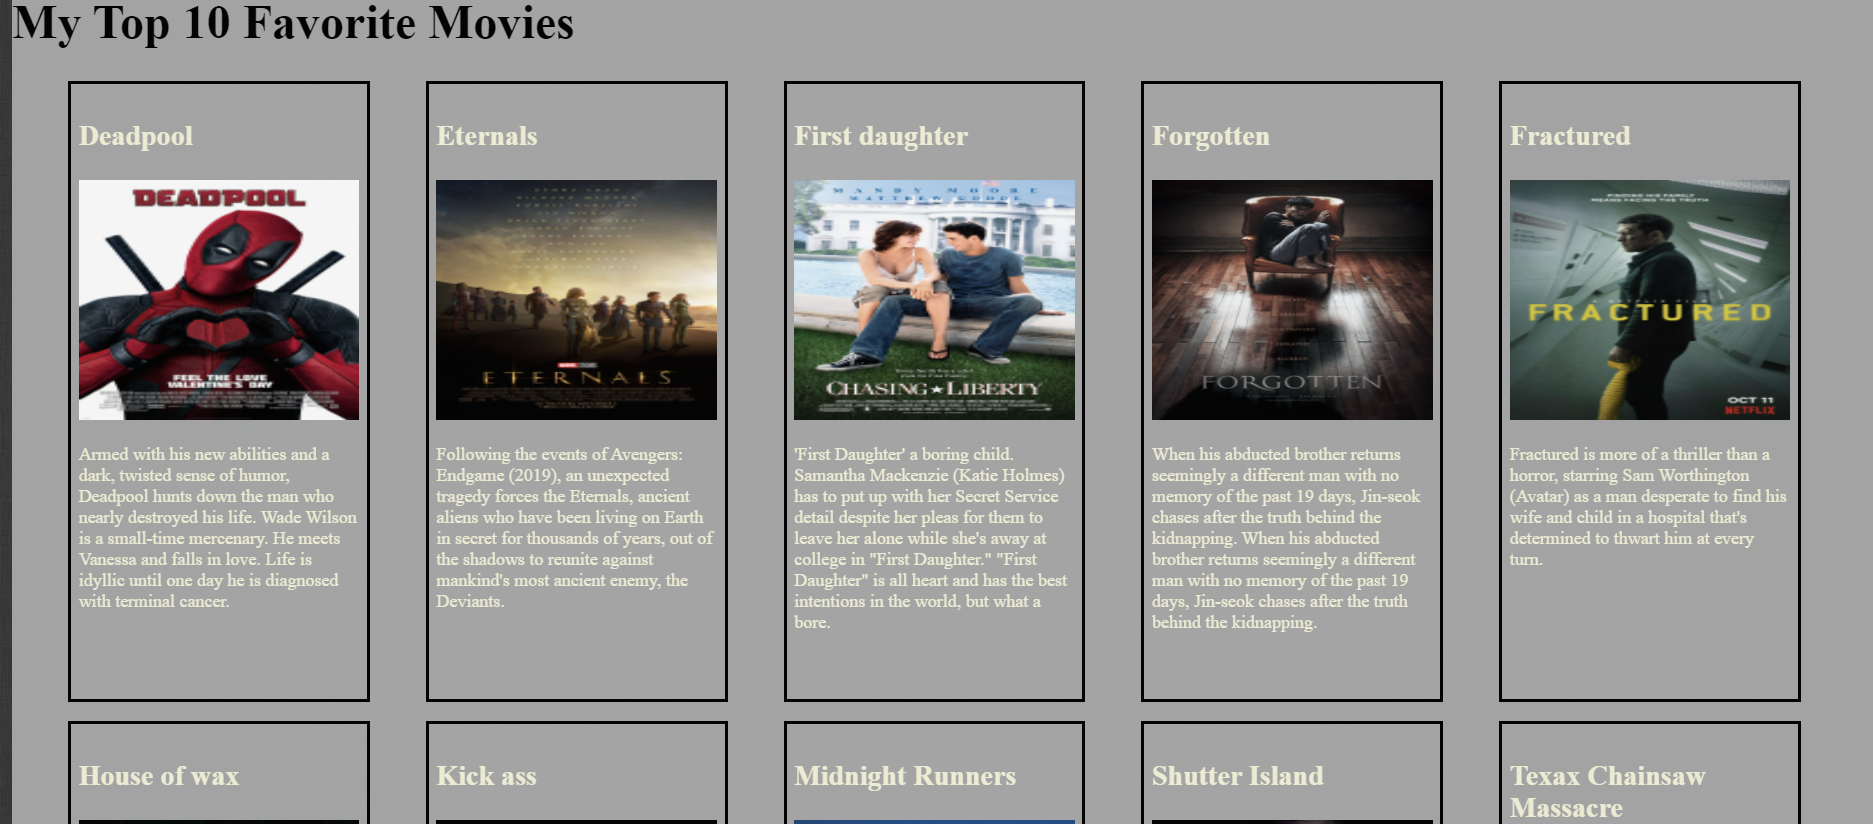 My Top 10 Favorite Movies
Deadpool
DEADPOOL
FEEL THE LOVE
VALENTINE'S DAY
Armed with his new abilities and a
dark, twisted sense of humor,
Deadpool hunts down the man who
nearly destroyed his life. Wade Wilson
is a small-time mercenary. He meets
Vanessa and falls in love. Life is
idyllic until one day he is diagnosed
with terminal cancer.
Eternals
ETERNALS
Following the events of Avengers:
Endgame (2019), an unexpected
tragedy forces the Eternals, ancient
aliens who have been living on Earth
in secret for thousands of years, out of
the shadows to reunite against
mankind's most ancient enemy, the
Deviants.
First daughter
MANDY MOORE
MATTHEW GOODE
CHASING★LIBERTY
'First Daughter' a boring child.
Samantha Mackenzie (Katie Holmes)
has to put up with her Secret Service
detail despite her pleas for them to
leave her alone while she's away at
college in "First Daughter." "First
Daughter" is all heart and has the best
intentions in the world, but what a
bore.
Forgotten
FORGOTTEN
When his abducted brother returns
seemingly a different man with no
memory of the past 19 days, Jin-seok
chases after the truth behind the
kidnapping. When his abducted
brother returns seemingly a different
man with no memory of the past 19
days, Jin-seok chases after the truth
behind the kidnapping.
Fractured
FINDING HIS FAMILY
MEANS FACING THE TRUTH
FRACTURED
OCT 11
NETFLIX
Fractured is more of a thriller than a
horror, starring Sam Worthington
(Avatar) as a man desperate to find his
wife and child in a hospital that's
determined to thwart him at every
turn.
House of wax
Kick ass
Midnight Runners
Shutter Island
Texax Chainsaw
Massacre